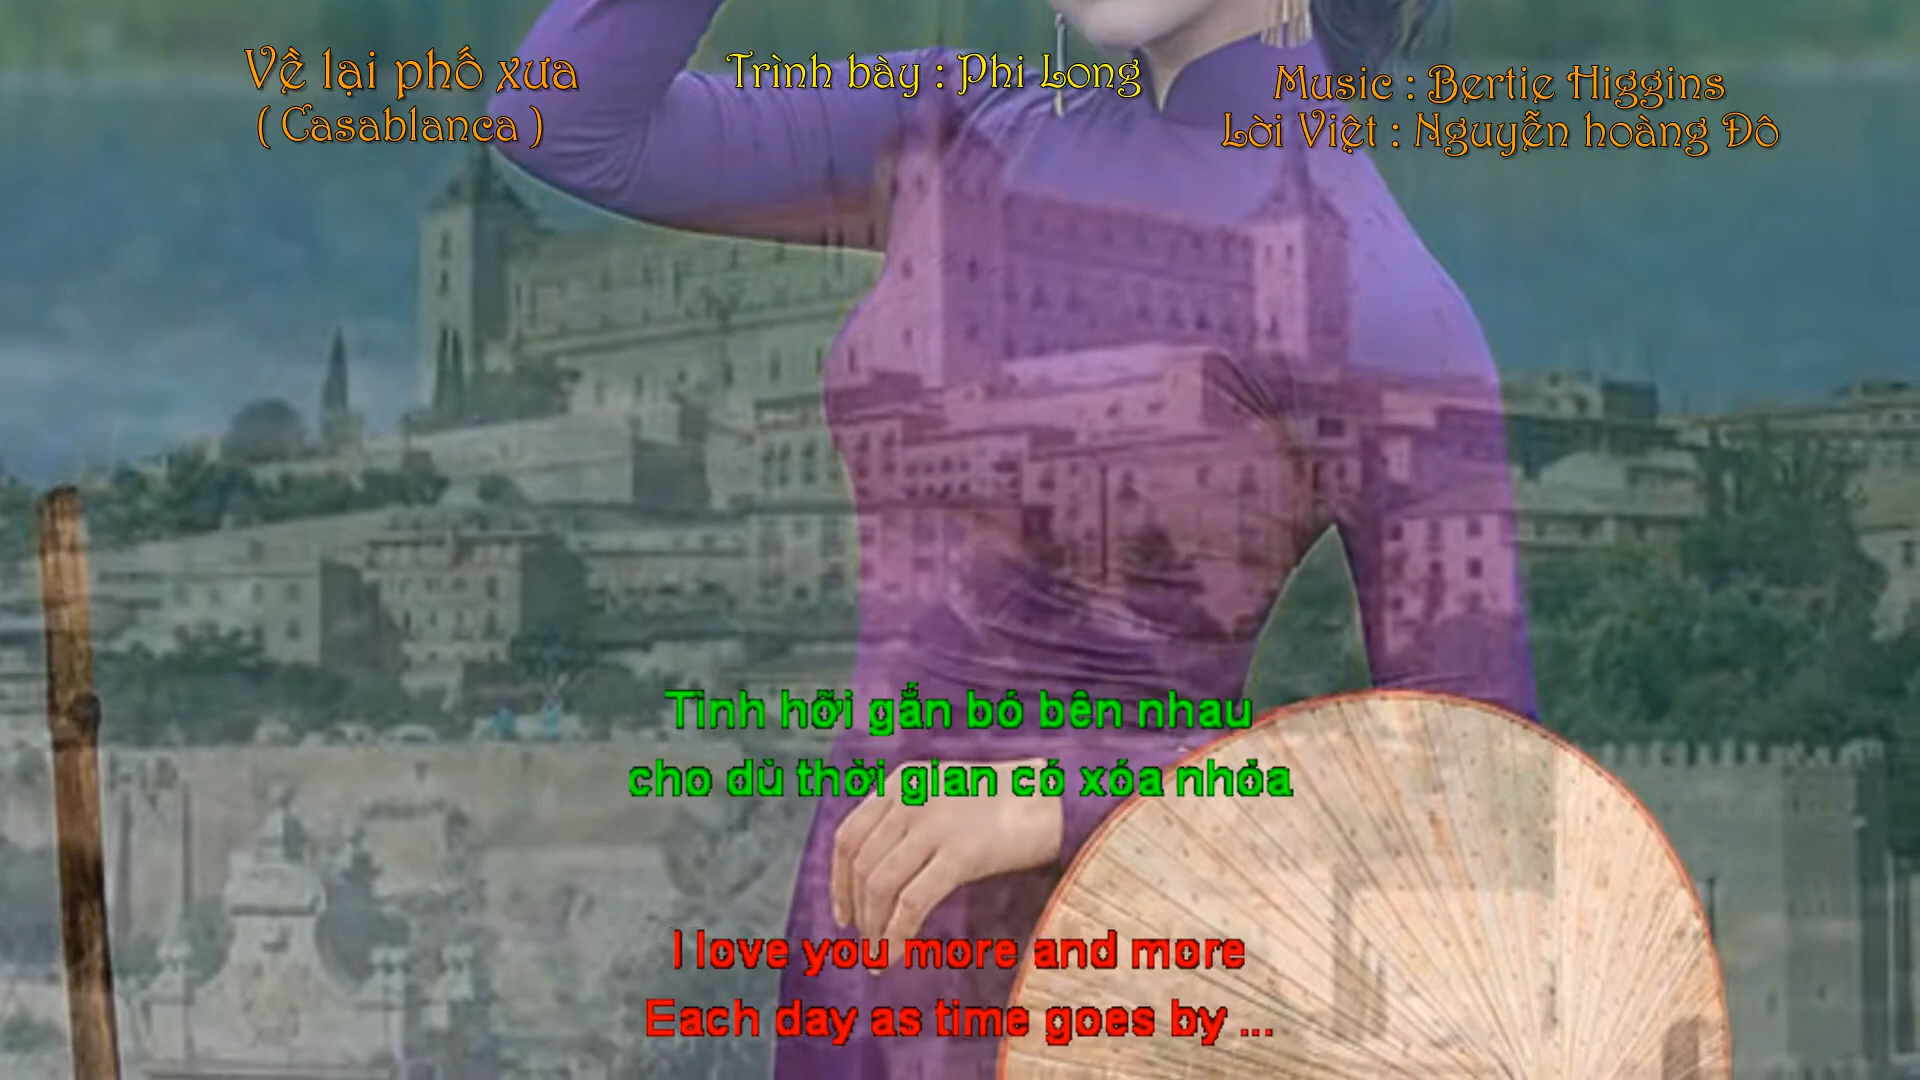 Về lại phố xưa
( Casablanca )
Trình bày : Phi Long
Music : Bertie Higgins
Lời Việt : Nguyễn hoàng Đô
Tình hỡi gắn bó bên nhau
cho dù thời gian có xóa nhỏa
I love you more and more
Each day as time goes by ...